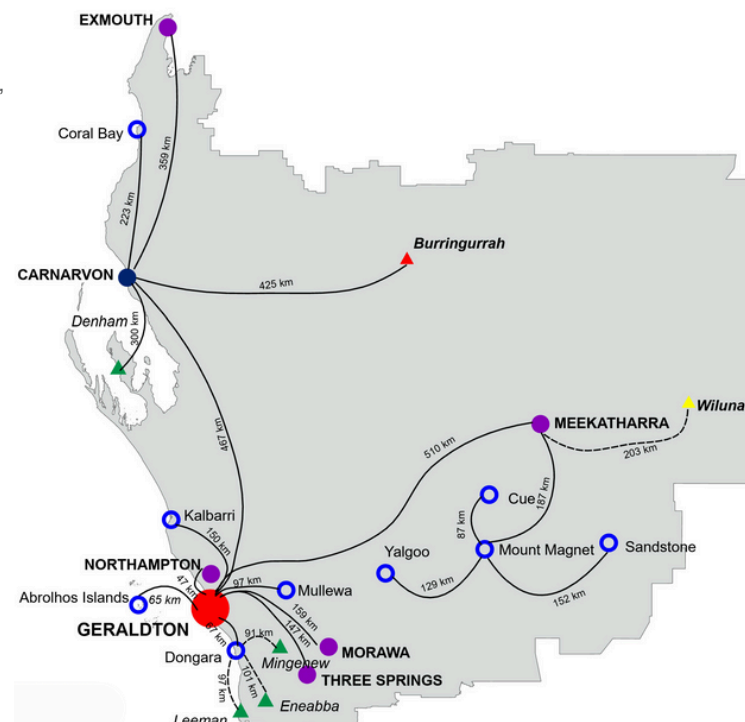 EXMOUTH
Coral Bay
359 km
223 km
Burringurrah
CARNARVON
425 km
Denham
300 km
467 km
Wiluna
MEEKATHARRA
510 km
203 km
187 km
Cue
87 km
Kalbarri
150 km
Yalgoo
Mount Magnet
Sandstone
NORTHAMPTON
47 km
97 km
Mullewa
129 km
152 km
Abrolhos Islands
65 km
GERALDTON
159 km
147 km
67 km
91 km
Dongara
Mingenew
MORAWA
THREE SPRINGS
97 km
101 km
Eneabba
Leeman